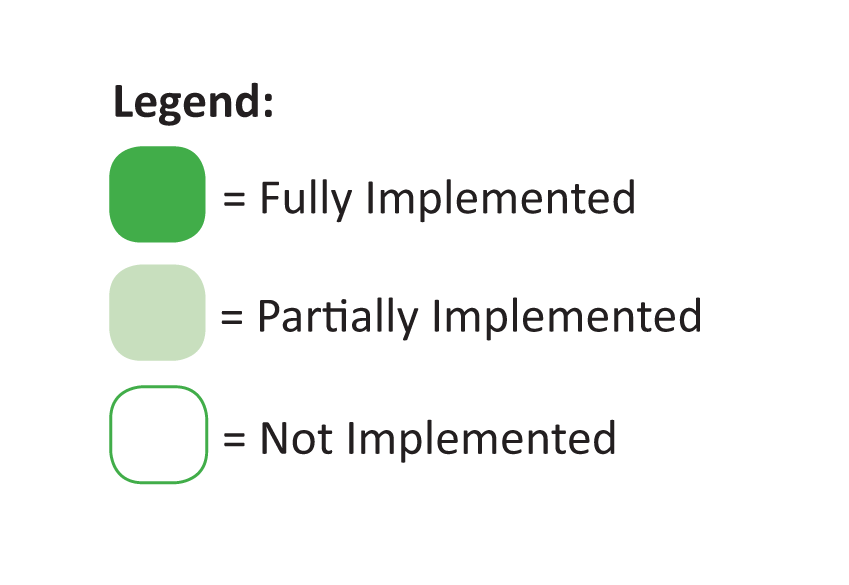 Legend:
= Fully Implemented
= Partially Implemented
= Not Implemented